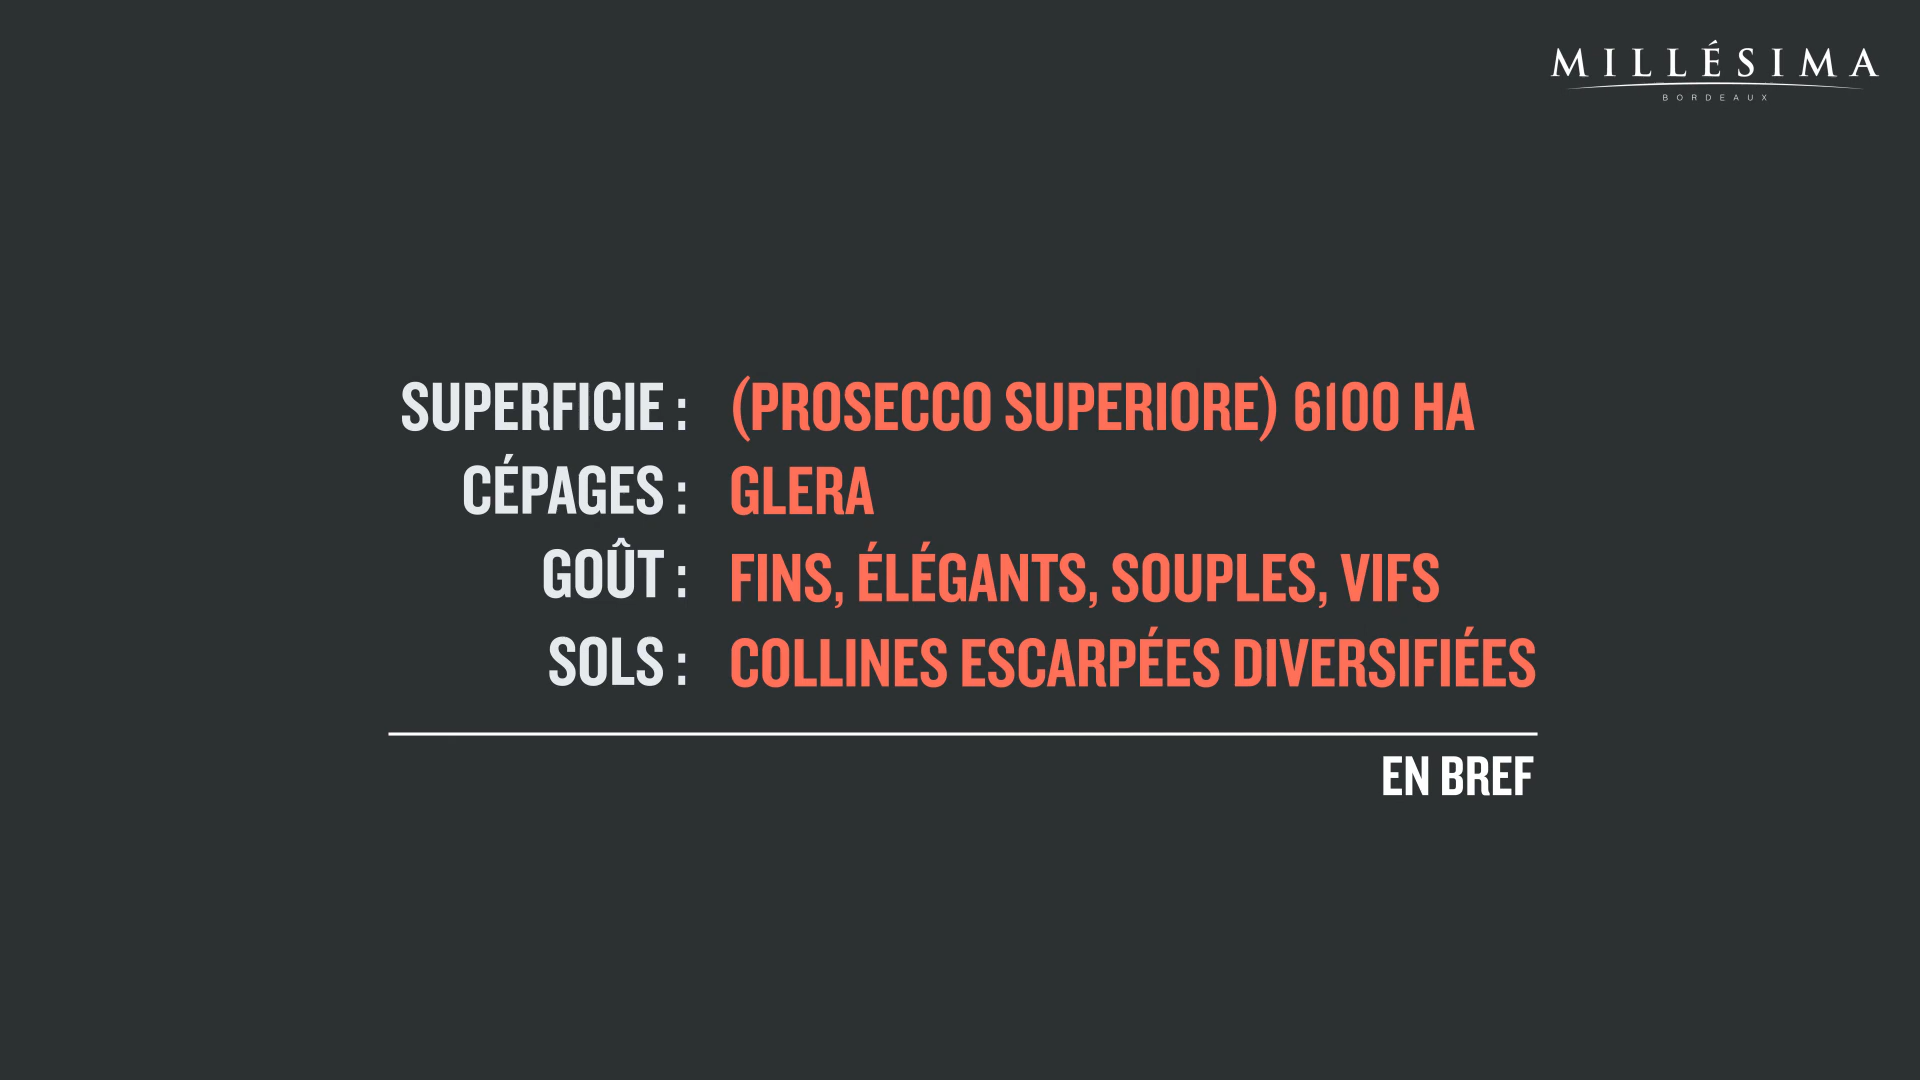 MILLÉSIMA
BORDEAUX
SUPERFICIE : (PROSECCO SUPERIORE) 6100 HA
CÉPAGES : GLERA
GOÛT : FINS, ÉLÉGANTS, SOUPLES, VIFS
SOLS : COLLINES ESCARPÉES DIVERSIFIÉES
EN BREF